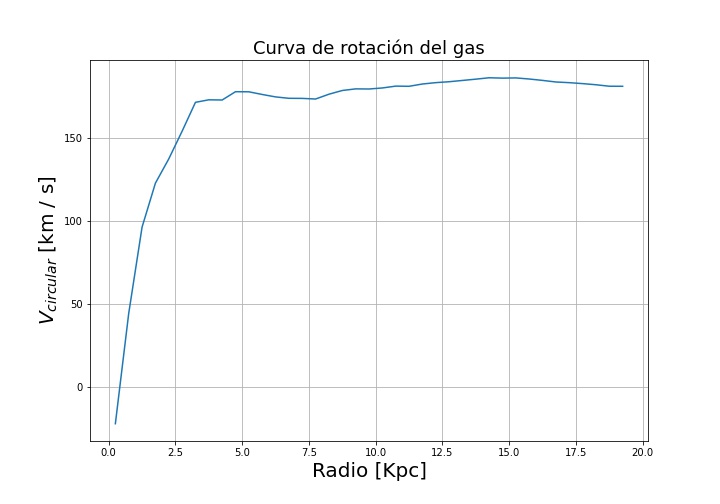 Curva de rotación del gas
V_circular [km / s]
150
100
50
0
0.0 2.5 5.0 7.5 10.0 12.5 15.0 17.5 20.0
Radio [Kpc]